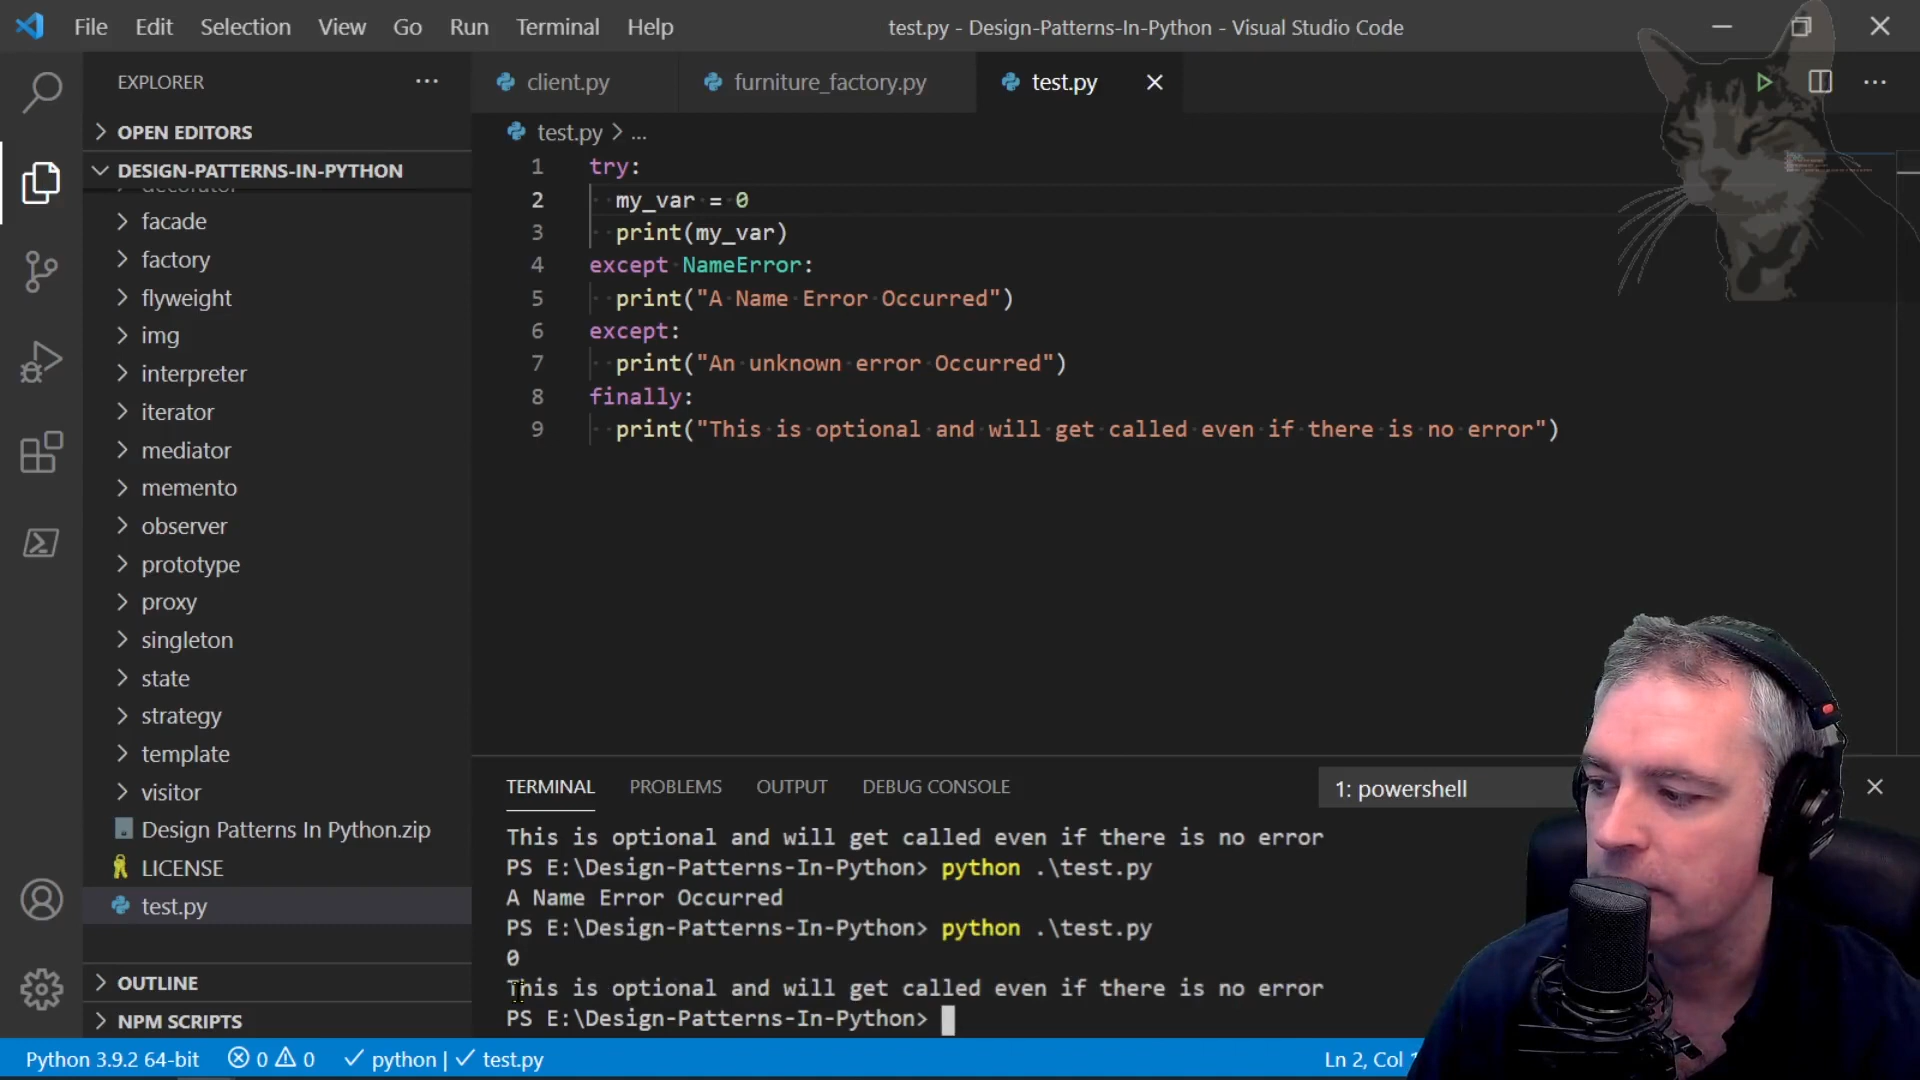 File Edit Selection View Go Run Terminal Help test.py - Design-Patterns-In-Python - Visual Studio Code
EXPLORER
OPEN EDITORS
DESIGN-PATTERNS-IN-PYTHON
decorator
facade
factory
flyweight
img
interpreter
iterator
mediator
memento
observer
prototype
proxy
singleton
state
strategy
template
visitor
Design Patterns In Python.zip
LICENSE
test.py
OUTLINE
NPM SCRIPTS
client.py furniture_factory.py test.py
test.py > ...
1 try:
2 my_var = 0
3 print(my_var)
4 except NameError:
5 print("A Name Error Occurred")
6 except:
7 print("An unknown error Occurred")
8 finally:
9 print("This is optional and will get called even if there is no error")
TERMINAL PROBLEMS OUTPUT DEBUG CONSOLE 1: powershell
This is optional and will get called even if there is no error
PS E:\Design-Patterns-In-Python> python .\test.py
A Name Error Occurred
PS E:\Design-Patterns-In-Python> python .\test.py
0
This is optional and will get called even if there is no error
PS E:\Design-Patterns-In-Python>
Python 3.9.2 64-bit 0 0 python | test.py Ln 2, Col